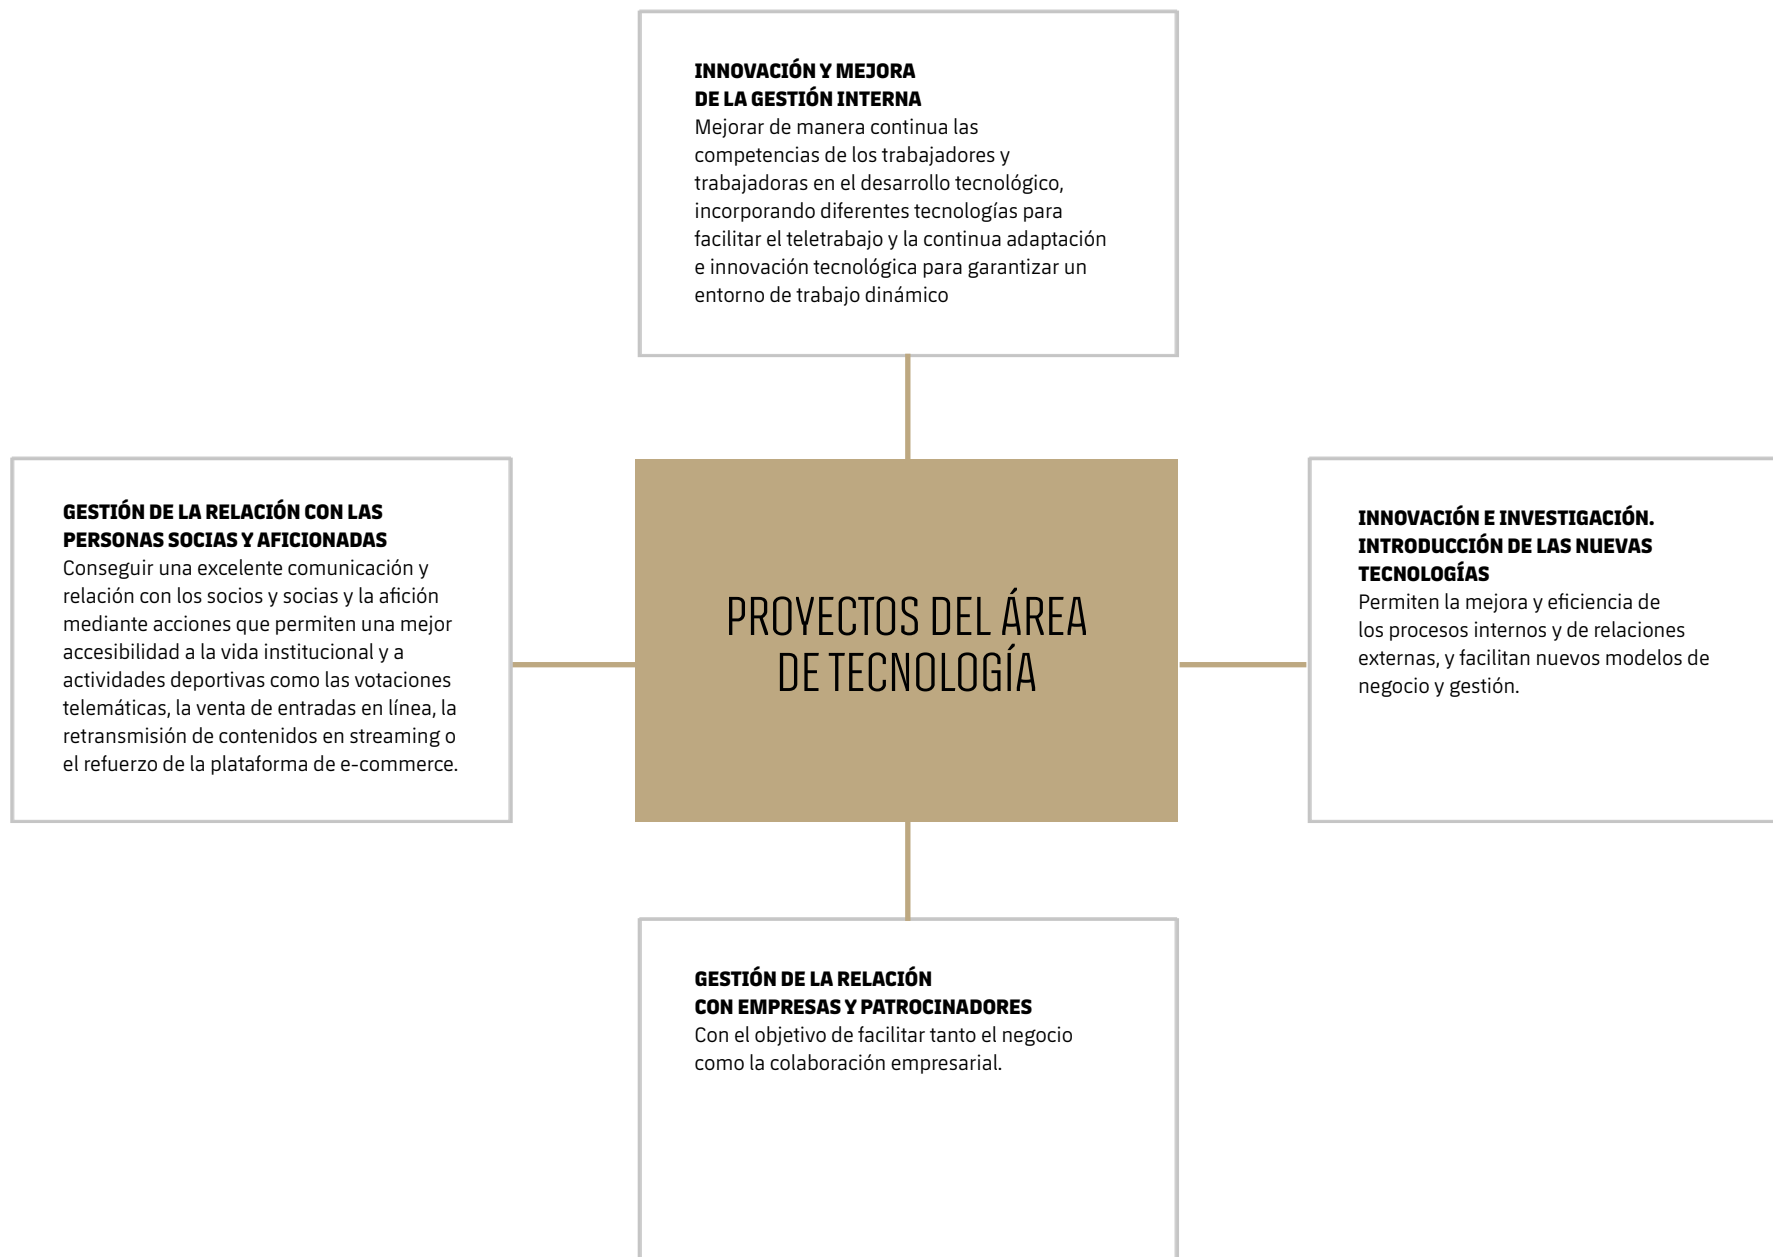 INNOVACIÓN Y MEJORA
DE LA GESTIÓN INTERNA
Mejorar de manera continua las
competencias de los trabajadores y
trabajadoras en el desarrollo tecnológico,
incorporando diferentes tecnologías para
facilitar el teletrabajo y la continua adaptación
e innovación tecnológica para garantizar un
entorno de trabajo dinámico
GESTIÓN DE LA RELACIÓN CON LAS
PERSONAS SOCIAS Y AFICIONADAS
Conseguir una excelente comunicación y
relación con los socios y socias y la afición
mediante acciones que permiten una mejor
accesibilidad a la vida institucional y a
actividades deportivas como las votaciones
telemáticas, la venta de entradas en línea, la
retransmisión de contenidos en streaming o
el refuerzo de la plataforma de e-commerce.
PROYECTOS DEL ÁREA
DE TECNOLOGÍA
INNOVACIÓN E INVESTIGACIÓN.
INTRODUCCIÓN DE LAS NUEVAS
TECNOLOGÍAS
Permiten la mejora y eficiencia de
los procesos internos y de relaciones
externas, y facilitan nuevos modelos de
negocio y gestión.
GESTIÓN DE LA RELACIÓN
CON EMPRESAS Y PATROCINADORES
Con el objetivo de facilitar tanto el negocio
como la colaboración empresarial.